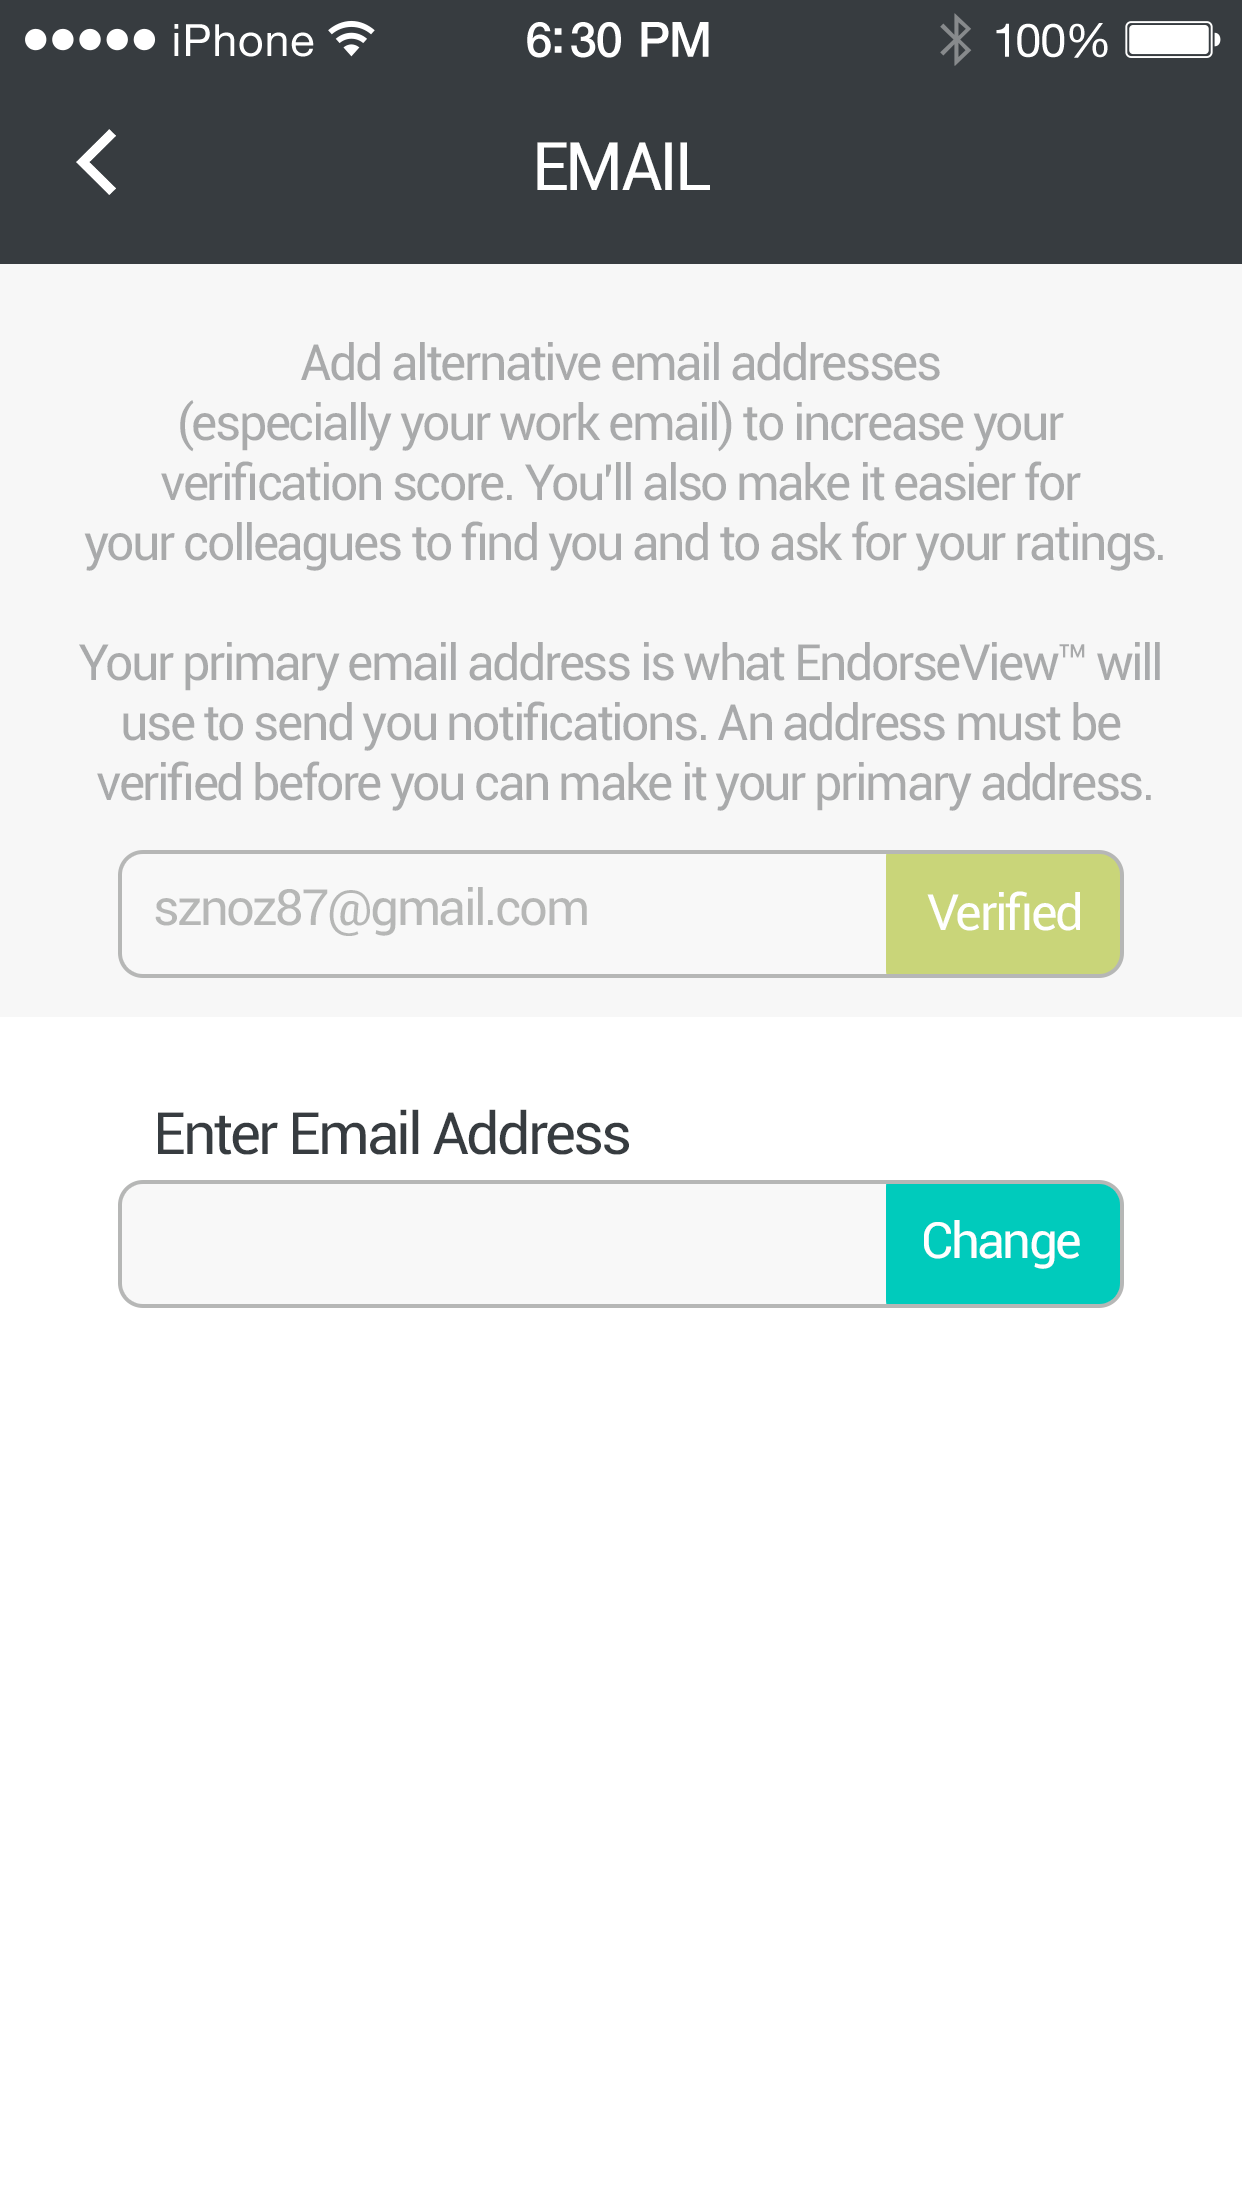 iPhone 6:30 PM 100%
EMAIL
Add alternative email addresses
(especially your work email) to increase your
verification score. You'll also make it easier for
your colleagues to find you and to ask for your ratings.
Your primary email address is what EndorseView™ will
use to send you notifications. An address must be
verified before you can make it your primary address.
sznoz87@gmail.com Verified
Enter Email Address
Change